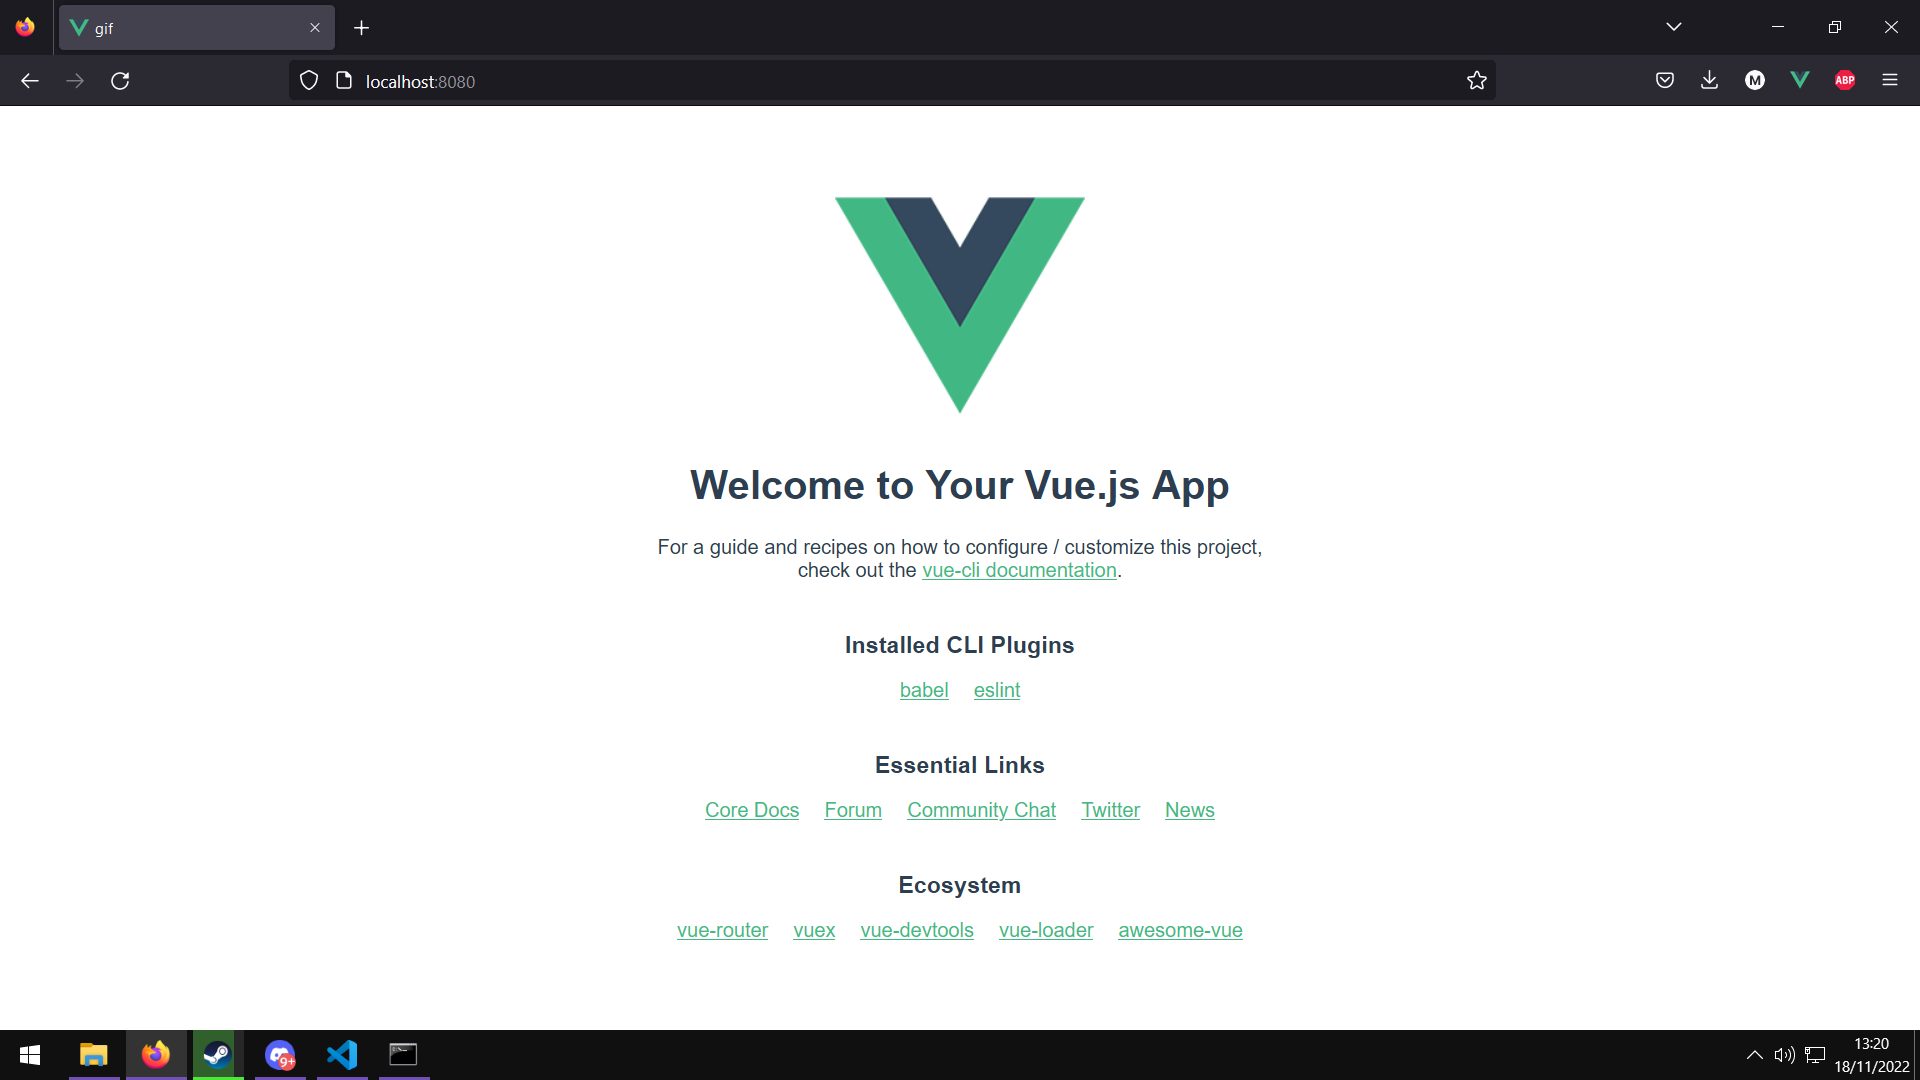 gif
localhost:8080
M
ABP
Welcome to Your Vue.js App
For a guide and recipes on how to configure / customize this project,
check out the vue-cli documentation.
Installed CLI Plugins
babel eslint
Essential Links
Core Docs Forum Community Chat Twitter News
Ecosystem
vue-router vuex vue-devtools vue-loader awesome-vue
9+
13:20
18/11/2022